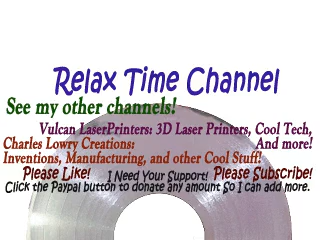 Relax Time Channel
See my other channels!
Vulcan LaserPrinters: 3D Laser Printers, Cool Tech,
Charles Lowry Creations: And more!
Inventions, Manufacturing, and other Cool Stuff!
Please Like! I Need Your Support! Please Subscribe!
Click the Paypal button to donate any amount So I can add more.